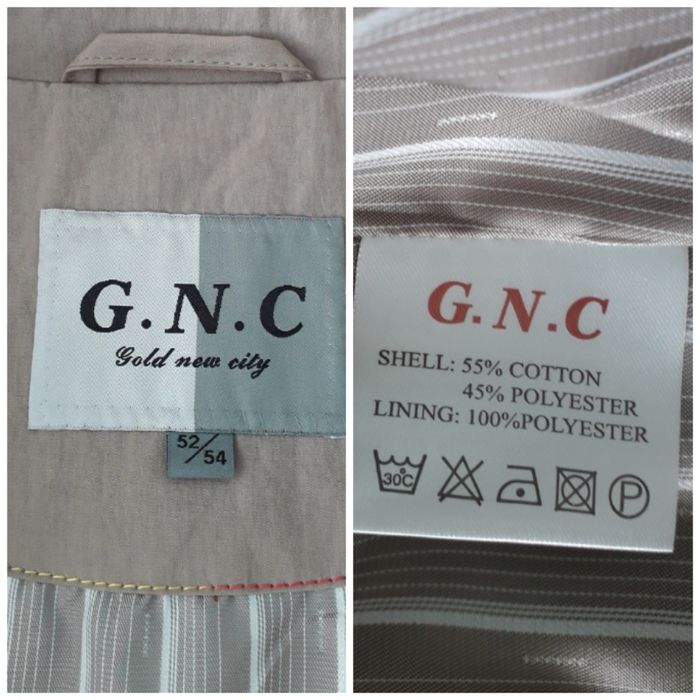 G.N.C
Gold new city
52/54
G.N.C
SHELL: 55% COTTON
45% POLYESTER
LINING: 100%POLYESTER
30C
P